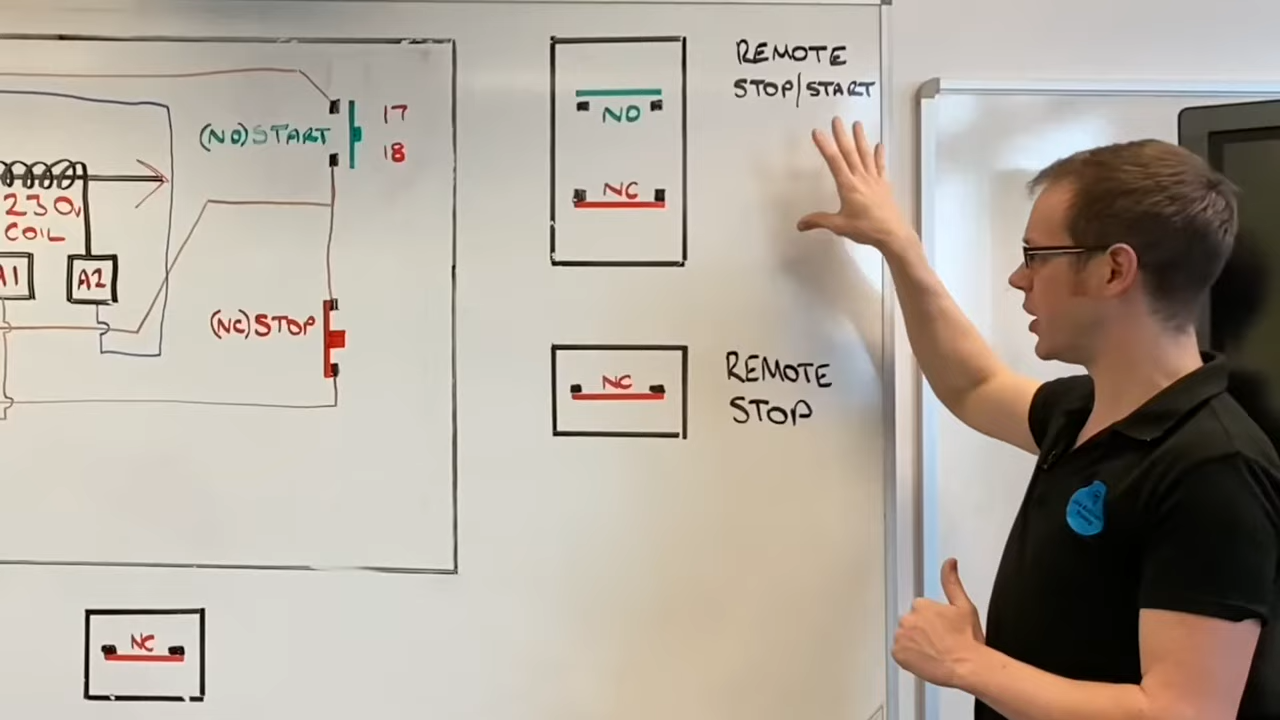 (NO)START
17
18
230v
COIL
A1
A2
(NC)STOP
NO
NC
REMOTE
STOP/START
NC
REMOTE
STOP
NC